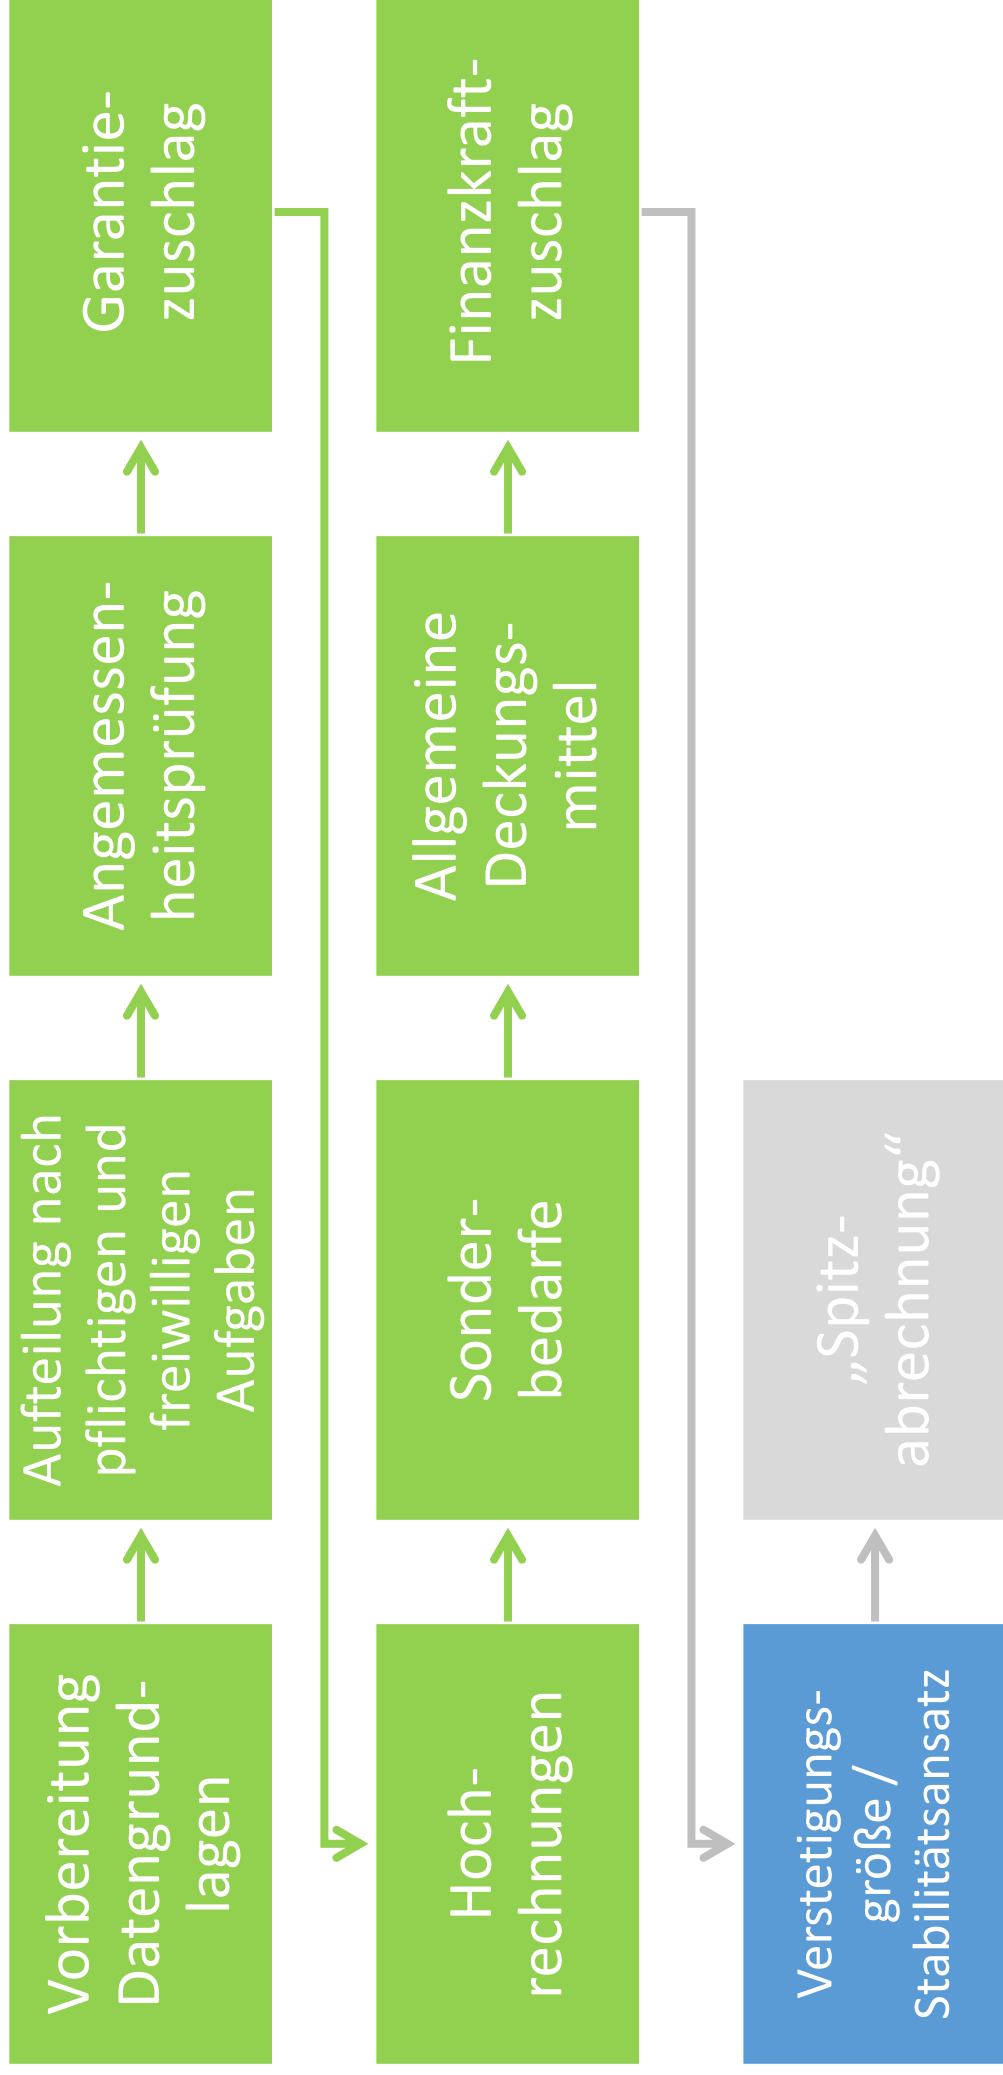 Vorbereitung
Datengrund-
lagen
Aufteilung nach
pflichtigen und
freiwilligen
Aufgaben
Angemessen-
heitsprüfung
Garantie-
zuschlag
Hoch-
rechnungen
Sonder-
bedarfe
Allgemeine
Deckungs-
mittel
Finanzkraft-
zuschlag
Verstetigungs-
größe /
Stabilitätsansatz
„Spitz-
abrechnung“